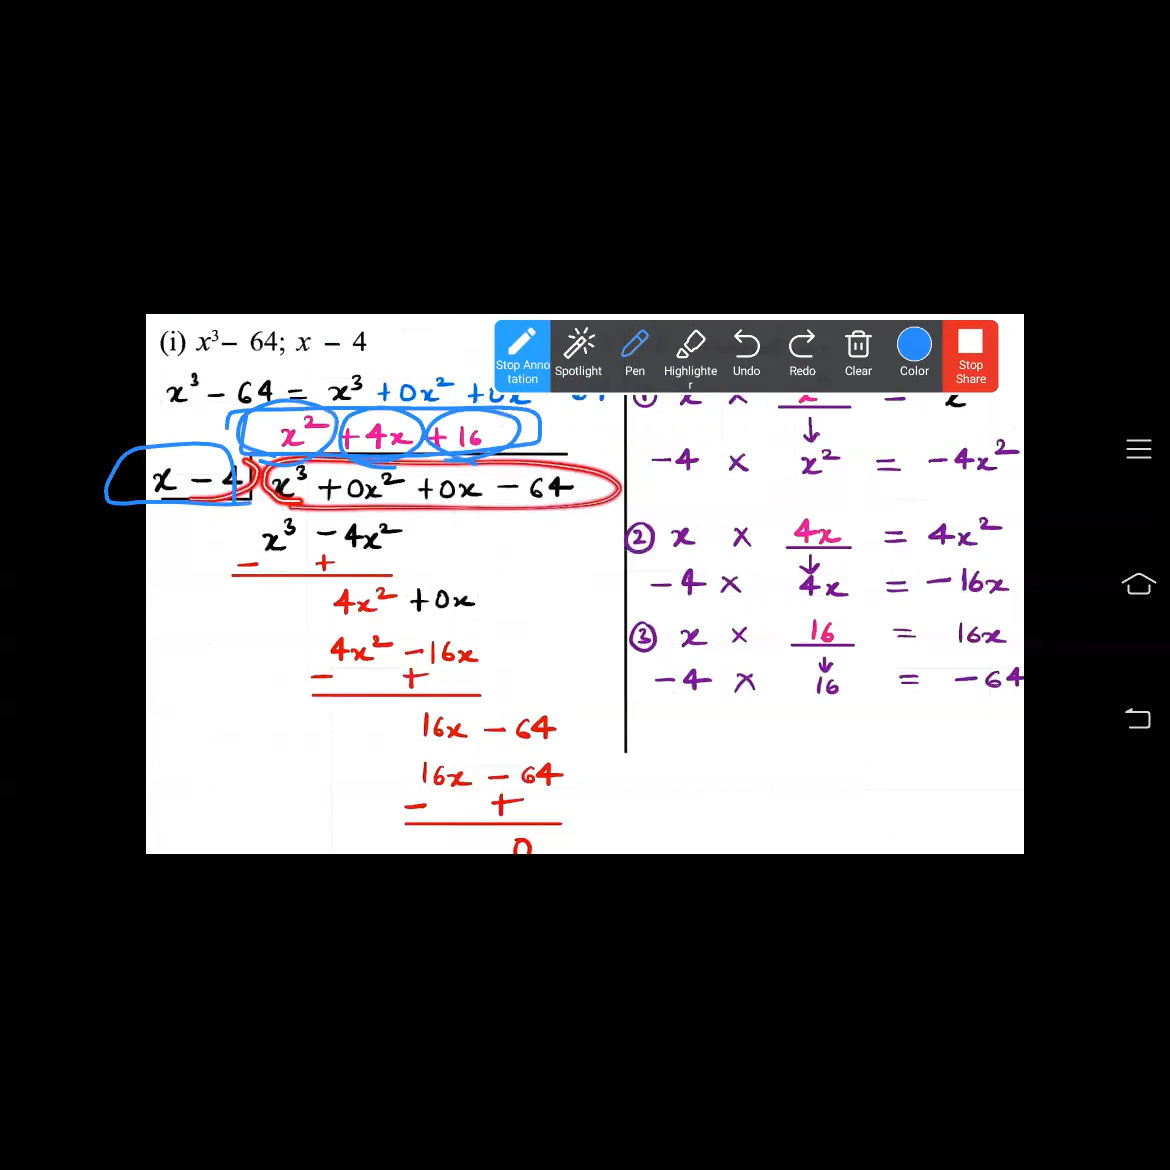 (i) x³ – 64; x – 4
Stop Annotation Spotlight Pen Highlighter Undo Redo Clear Color Stop Share
x³ – 64 = x³ + 0x² + 0x
x² + 4x + 16
x – 4) x³ + 0x² + 0x – 64
x³ – 4x²
– +
4x² + 0x
4x² – 16x
– +
16x – 64
16x – 64
– +
0
① x ×
↓
–4 × x² = –4x²
② x × 4x = 4x²
↓
–4 × 4x = –16x
③ x × 16 = 16x
↓
–4 × 16 = –64